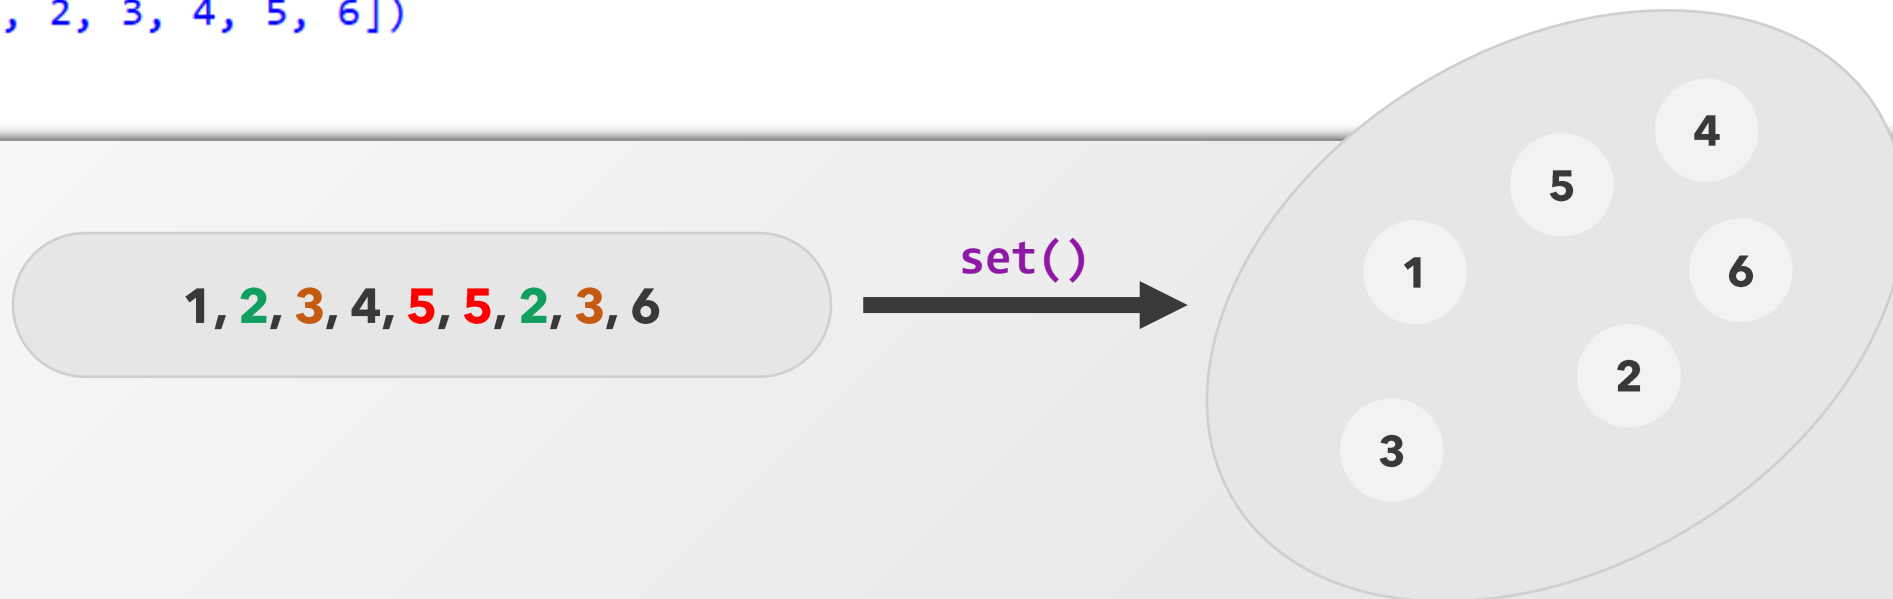 , 2, 3, 4, 5, 6])
set()
1, 2, 3, 4, 5, 5, 2, 3, 6
4
5
1
6
2
3